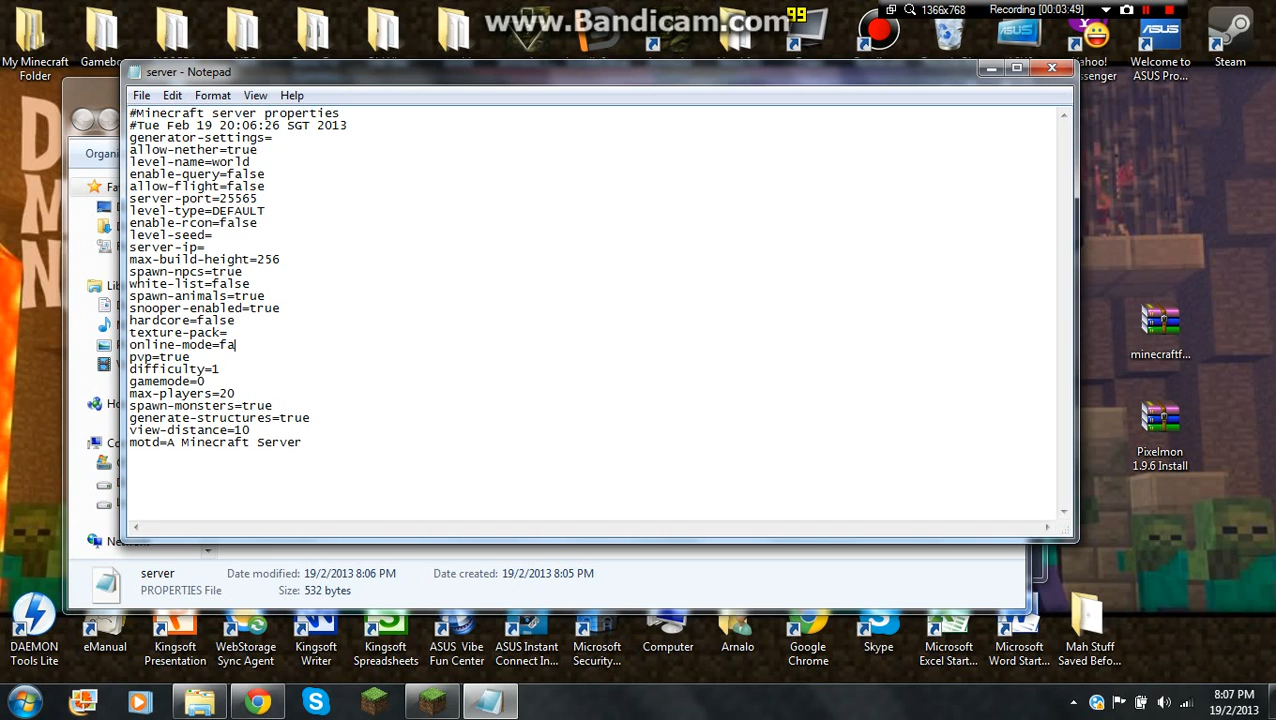 www.Bandicam.com
99
1366x768
Recording [00:03:49]
My Minecraft
Folder
Gameb
Welcome to
ASUS Pro...
Steam
server - Notepad
File Edit Format View Help
#Minecraft server properties
#Tue Feb 19 20:06:26 SGT 2013
generator-settings=
allow-nether=true
level-name=world
enable-query=false
allow-flight=false
server-port=25565
level-type=DEFAULT
enable-rcon=false
level-seed=
server-ip=
max-build-height=256
spawn-npcs=true
white-list=false
spawn-animals=true
snooper-enabled=true
hardcore=false
texture-pack=
online-mode=fa
pvp=true
difficulty=1
gamemode=0
max-players=20
spawn-monsters=true
generate-structures=true
view-distance=10
motd=A Minecraft Server
Organi
Fav
Lib
Ho
Co
minecraftf...
Pixelmon
1.9.6 Install
server Date modified: 19/2/2013 8:06 PM Date created: 19/2/2013 8:05 PM
PROPERTIES File Size: 532 bytes
DAEMON
Tools Lite
eManual
Kingsoft
Presentation
WebStorage
Sync Agent
Kingsoft
Writer
Kingsoft
Spreadsheets
ASUS Vibe
Fun Center
ASUS Instant
Connect In...
Microsoft
Security...
Computer
Arnalo
Google
Chrome
Skype
Microsoft
Excel Start...
Microsoft
Word Start...
Mah Stuff
Saved Befo...
8:07 PM
19/2/2013